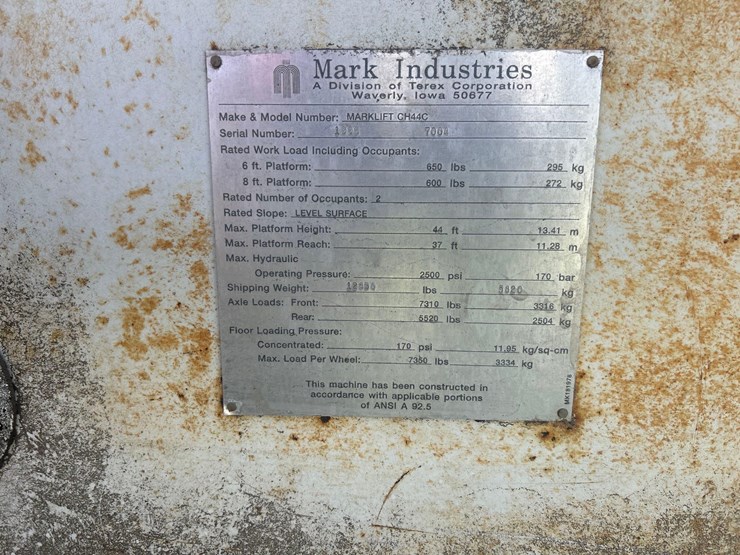 Mark Industries
A Division of Terex Corporation
Waverly, Iowa 50677
Make & Model Number: MARKLIFT CH44C
Serial Number:
Rated Work Load Including Occupants:
6 ft. Platform: 650 lbs 295 kg
8 ft. Platform: 600 lbs 272 kg
Rated Number of Occupants: 2
Rated Slope: LEVEL SURFACE
Max. Platform Height: 44 ft 13.41 m
Max. Platform Reach: 37 ft 11.28 m
Max. Hydraulic
Operating Pressure: 2500 psi 170 bar
Shipping Weight: lbs kg
Axle Loads: Front: 7310 lbs 3316 kg
Rear: 5520 lbs 2504 kg
Floor Loading Pressure:
Concentrated: 170 psi 11.95 kg/sq-cm
Max. Load Per Wheel: 7350 lbs 3334 kg
This machine has been constructed in
accordance with applicable portions
of ANSI A 92.5
MK181978